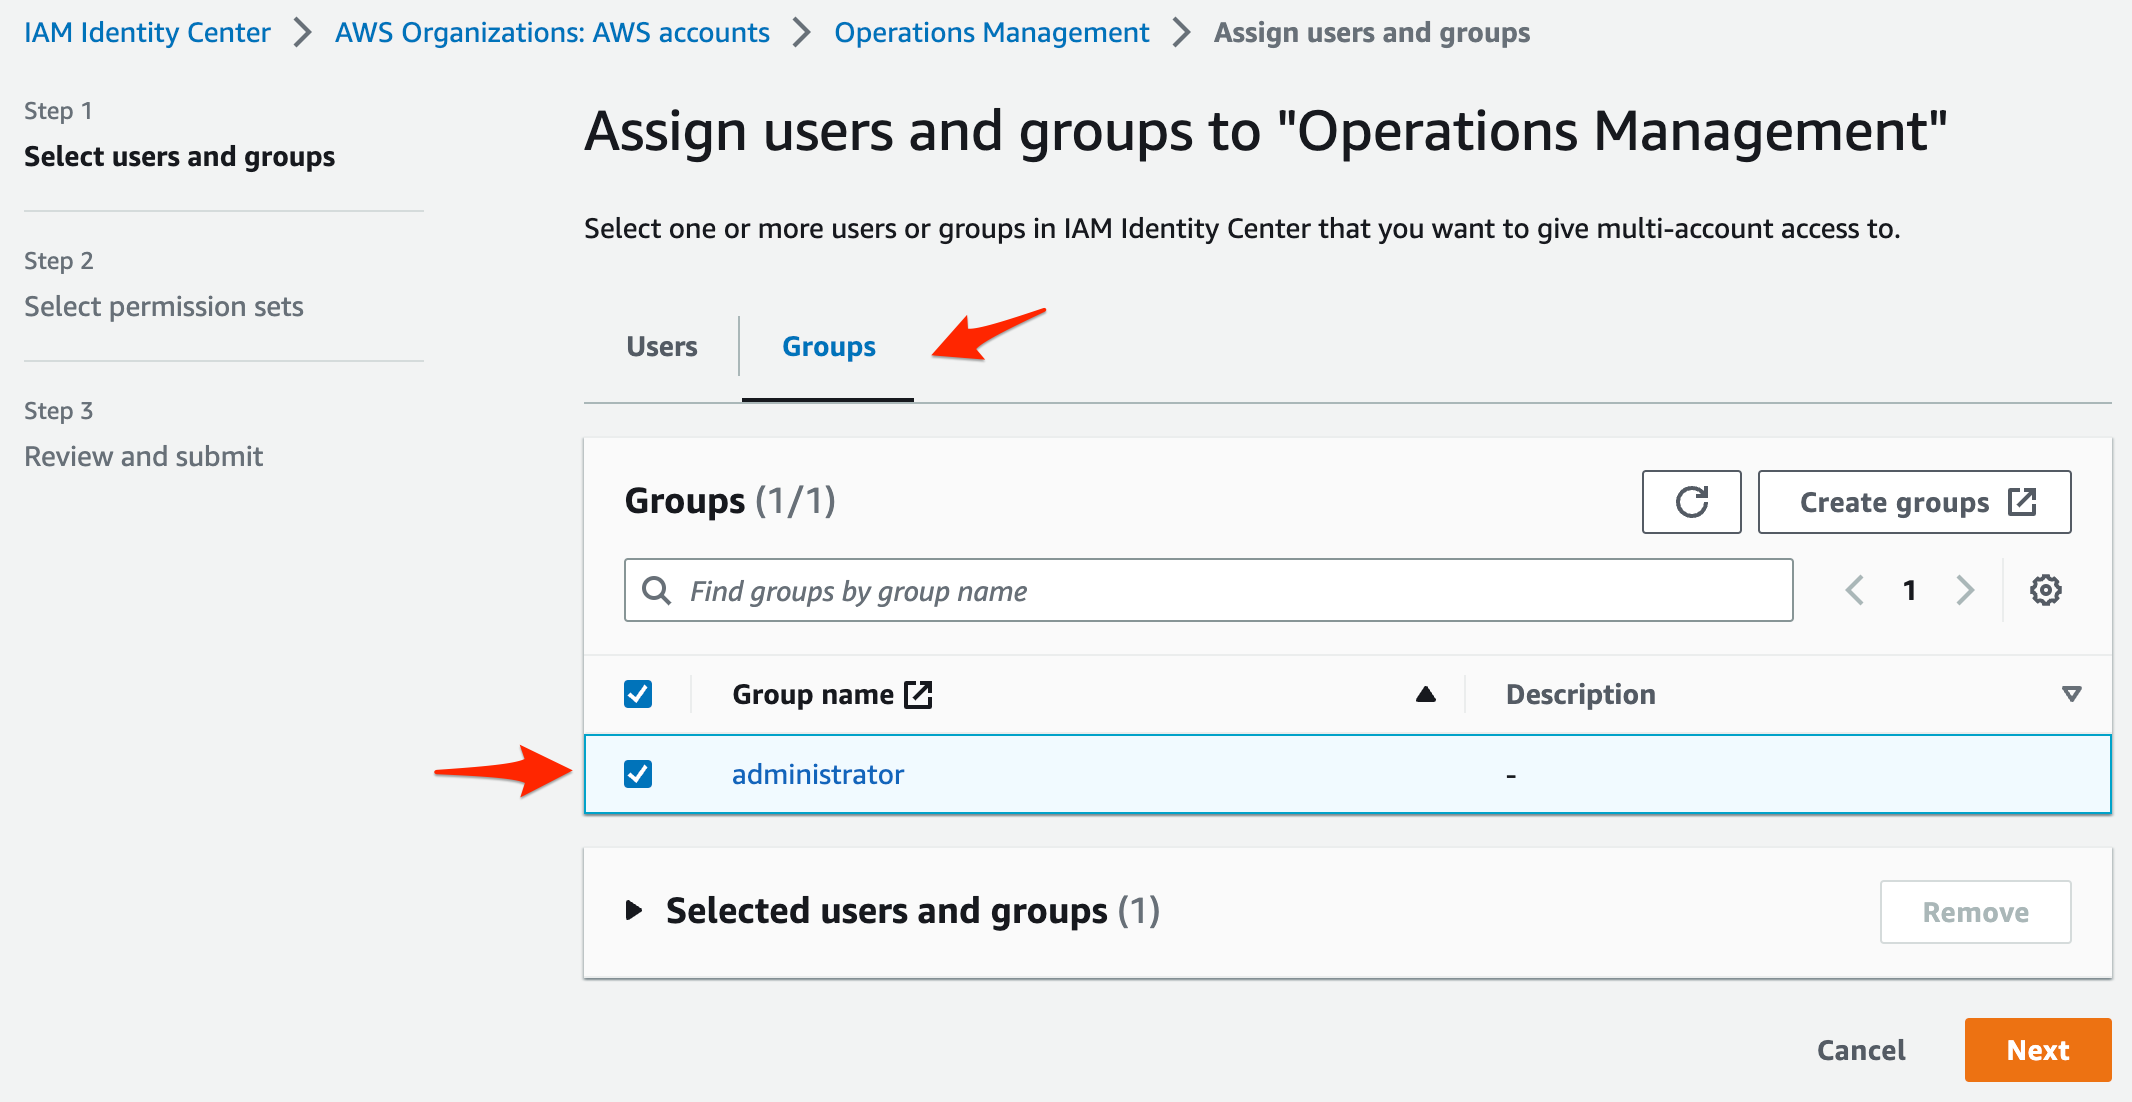 IAM Identity Center > AWS Organizations: AWS accounts > Operations Management > Assign users and groups
Step 1
Select users and groups
Step 2
Select permission sets
Step 3
Review and submit
Assign users and groups to "Operations Management"
Select one or more users or groups in IAM Identity Center that you want to give multi-account access to.
Users Groups
Groups (1/1)
Create groups
Find groups by group name
1
Group name Description
administrator -
Selected users and groups (1)
Remove
Cancel Next